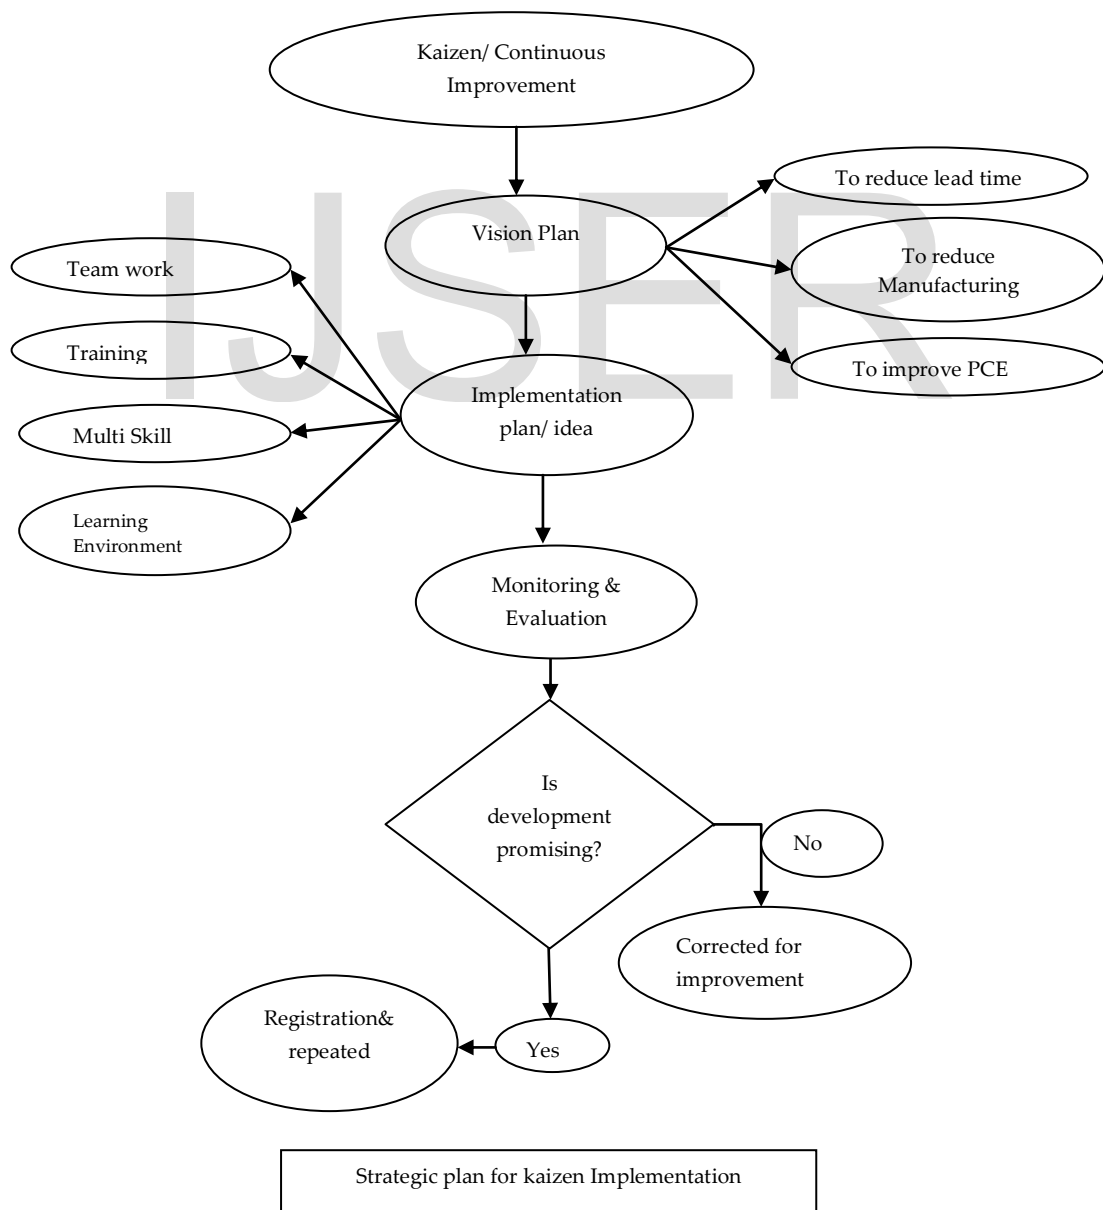 Kaizen/ Continuous
Improvement
To reduce lead time
Vision Plan
To reduce
Manufacturing
Team work
Training
To improve PCE
Implementation
plan/ idea
Multi Skill
Learning
Environment
Monitoring &
Evaluation
Is
development
promising?
No
Corrected for
improvement
Registration&
repeated
Yes
Strategic plan for kaizen Implementation
IJSER